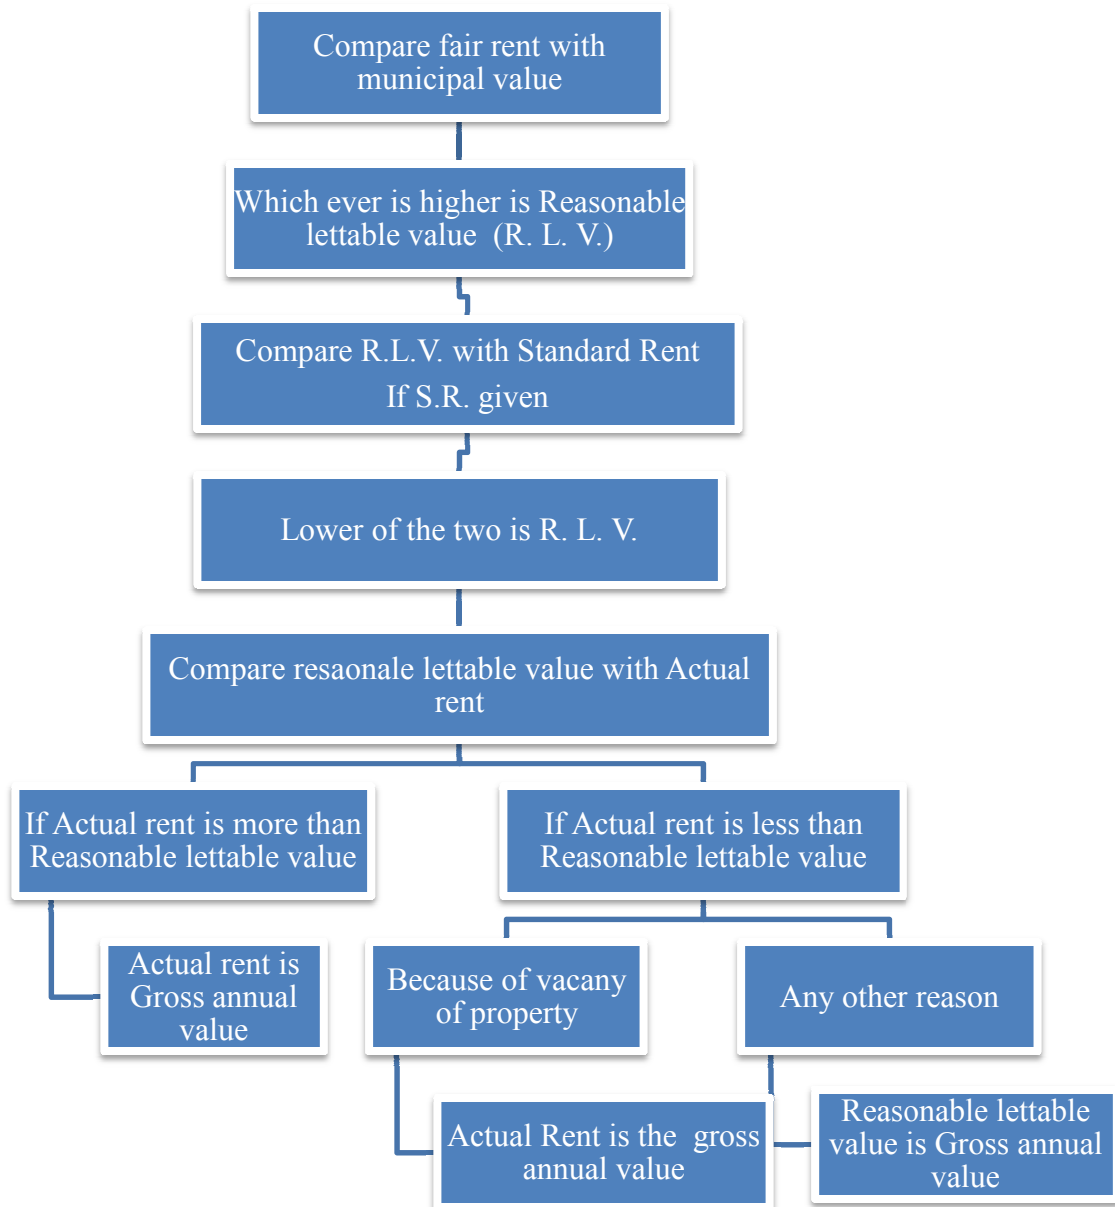 Compare fair rent with
municipal value
Which ever is higher is Reasonable
lettable value (R. L. V.)
Compare R.L.V. with Standard Rent
If S.R. given
Lower of the two is R. L. V.
Compare resaonale lettable value with Actual
rent
If Actual rent is more than
Reasonable lettable value
If Actual rent is less than
Reasonable lettable value
Actual rent is
Gross annual
value
Because of vacany
of property
Any other reason
Actual Rent is the gross
annual value
Reasonable lettable
value is Gross annual
value